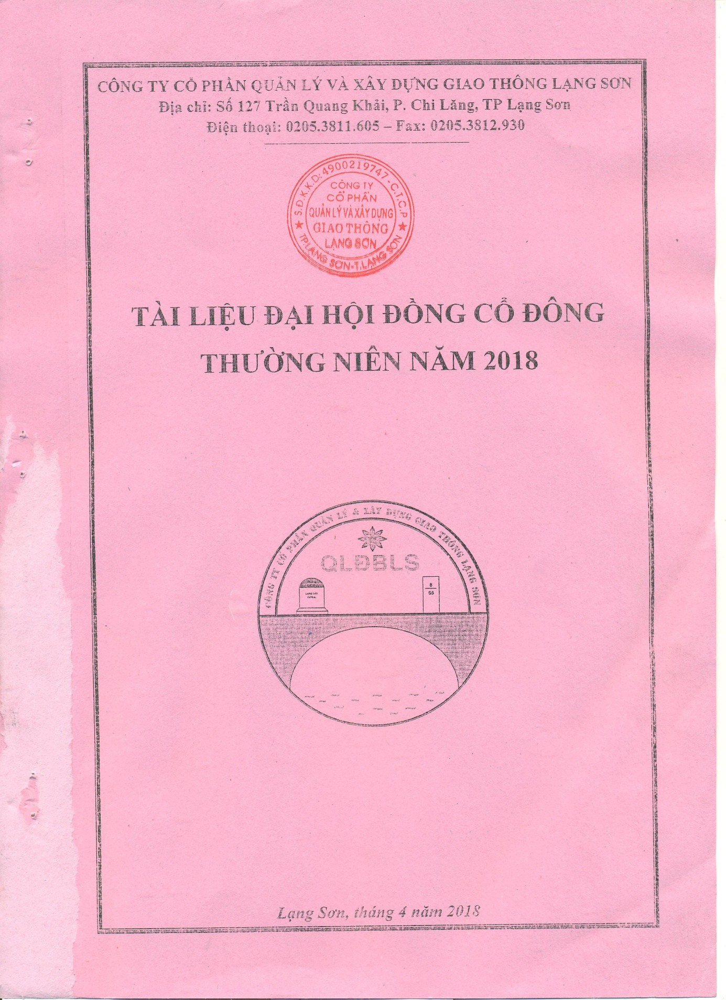 CÔNG TY CỔ PHẦN QUẢN LÝ VÀ XÂY DỰNG GIAO THÔNG LẠNG SƠN
Địa chỉ: Số 127 Trần Quang Khải, P. Chi Lăng, TP Lạng Sơn
Điện thoại: 0205.3811.605 – Fax: 0205.3812.930
S.Đ.K.K.D: 4900219747 - C.T.C.P
CÔNG TY
CỔ PHẦN
QUẢN LÝ VÀ XÂY DỰNG
GIAO THÔNG
LẠNG SƠN
TP.LẠNG SƠN-T.LẠNG SƠN
TÀI LIỆU ĐẠI HỘI ĐỒNG CỔ ĐÔNG
THƯỜNG NIÊN NĂM 2018
CÔNG TY CỔ PHẦN QUẢN LÝ & XÂY DỰNG GIAO THÔNG LẠNG SƠN
QLĐBLS
8
66
Lạng Sơn, tháng 4 năm 2018